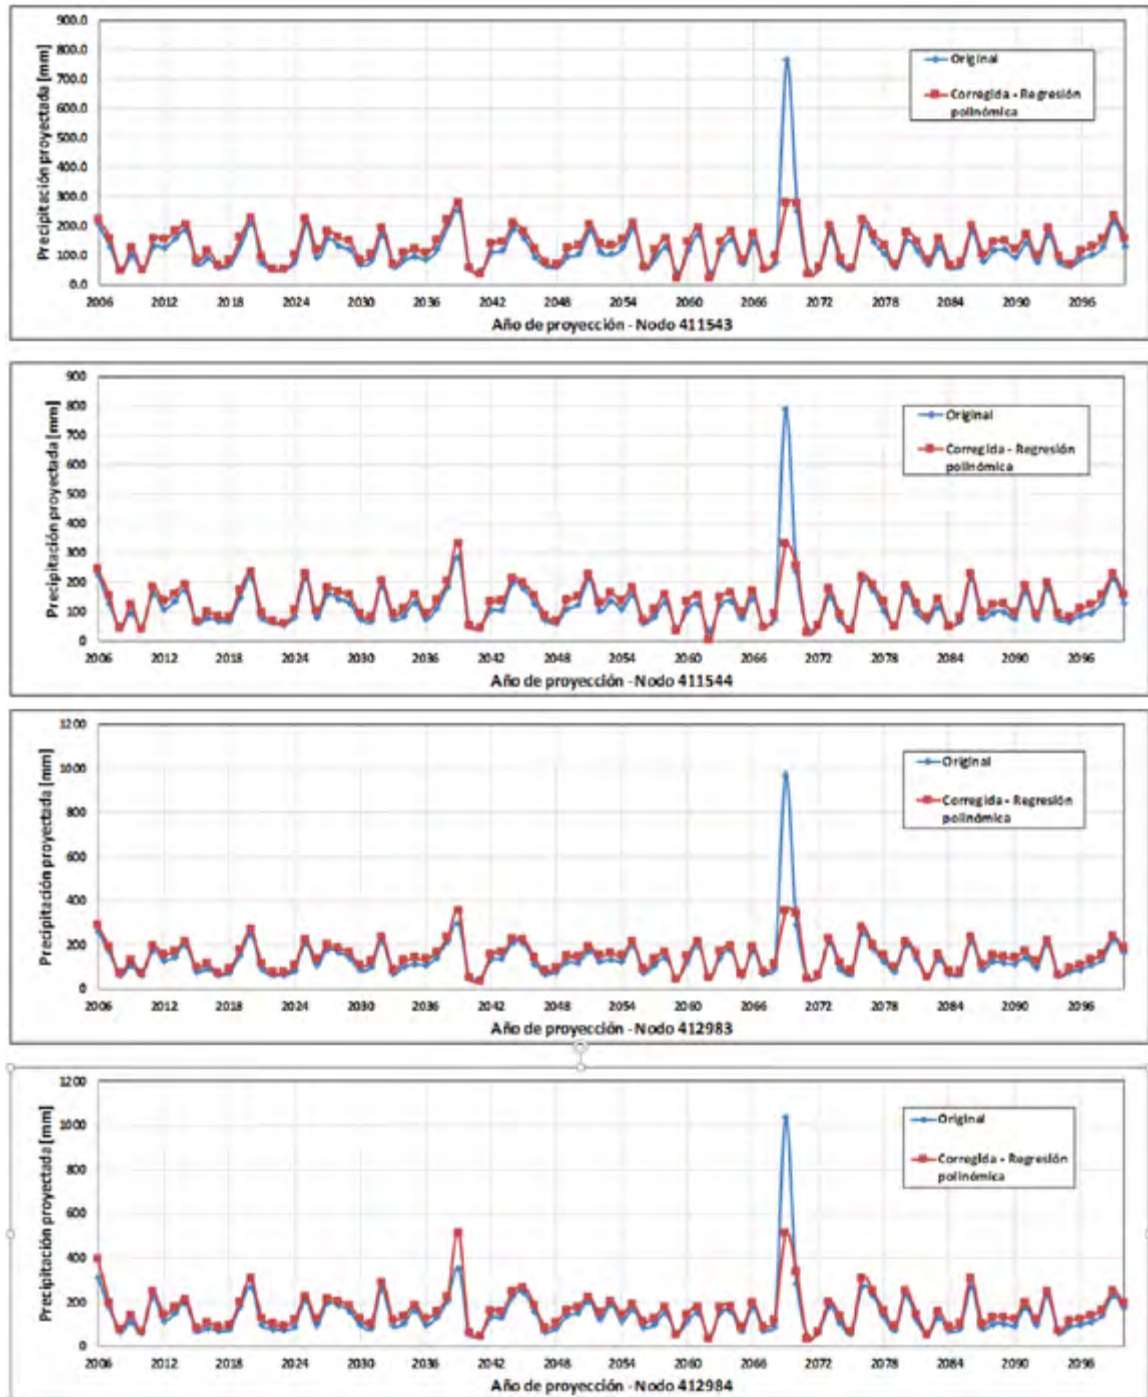 Precipitación proyectada [mm]
900.0
800.0
700.0
600.0
500.0
400.0
300.0
200.0
100.0
0.0
Original
Corregida - Regresión
polinómica
2006 2012 2018 2024 2030 2036 2042 2048 2054 2060 2066 2072 2078 2084 2090 2096
Año de proyección - Nodo 411543
Precipitación proyectada [mm]
900
800
700
600
500
400
300
200
100
0
Original
Corregida - Regresión
polinómica
2006 2012 2018 2024 2030 2036 2042 2048 2054 2060 2066 2072 2078 2084 2090 2096
Año de proyección - Nodo 411544
Precipitación proyectada [mm]
1200
1000
800
600
400
200
0
Original
Corregida - Regresión
polinómica
2006 2012 2018 2024 2030 2036 2042 2048 2054 2060 2066 2072 2078 2084 2090 2096
Año de proyección - Nodo 412983
Precipitación proyectada [mm]
1200
1000
800
600
400
200
0
Original
Corregida - Regresión
polinómica
2006 2012 2018 2024 2030 2036 2042 2048 2054 2060 2066 2072 2078 2084 2090 2096
Año de proyección - Nodo 412984